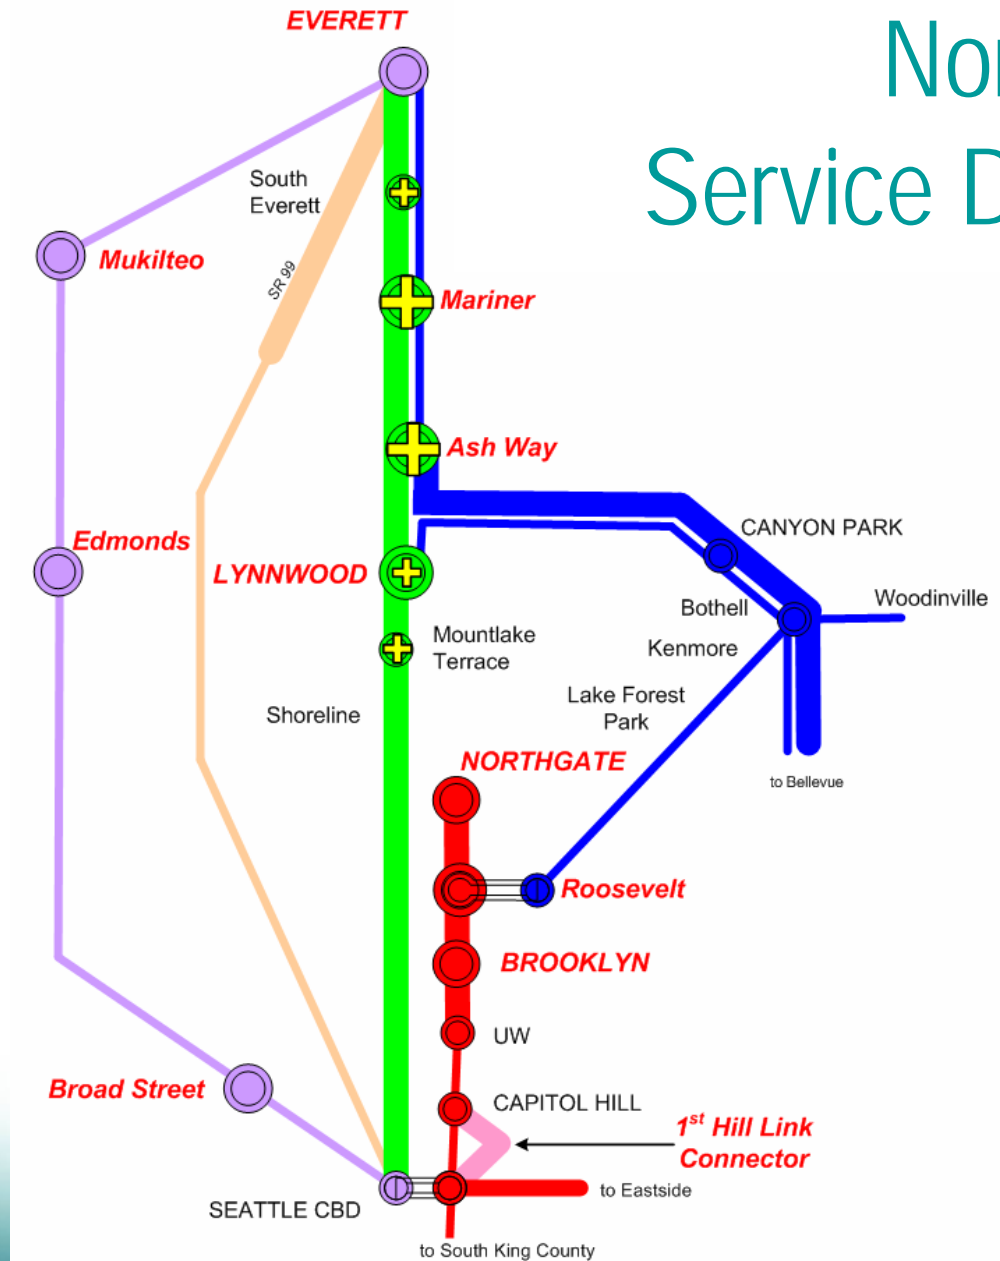 EVERETT
Nor
Service D
South
Everett
Mukilteo
SR 99
Mariner
Ash Way
CANYON PARK
Edmonds
LYNNWOOD
Woodinville
Bothell
Mountlake
Terrace
Kenmore
Lake Forest
Park
Shoreline
NORTHGATE
to Bellevue
Roosevelt
BROOKLYN
UW
Broad Street
CAPITOL HILL
1st Hill Link
Connector
to Eastside
SEATTLE CBD
to South King County